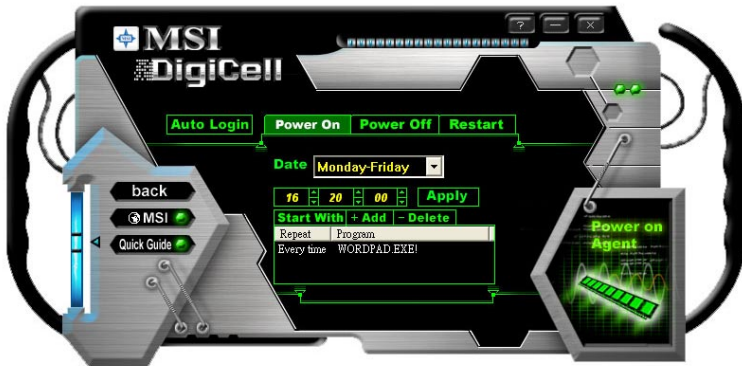 ? — ×
MSI
DigiCell
Auto Login Power On Power Off Restart
Date Monday-Friday
16 20 00 Apply
Start With + Add − Delete
Repeat Program
Every time WORDPAD.EXE!
back
MSI
Quick Guide
Power on
Agent